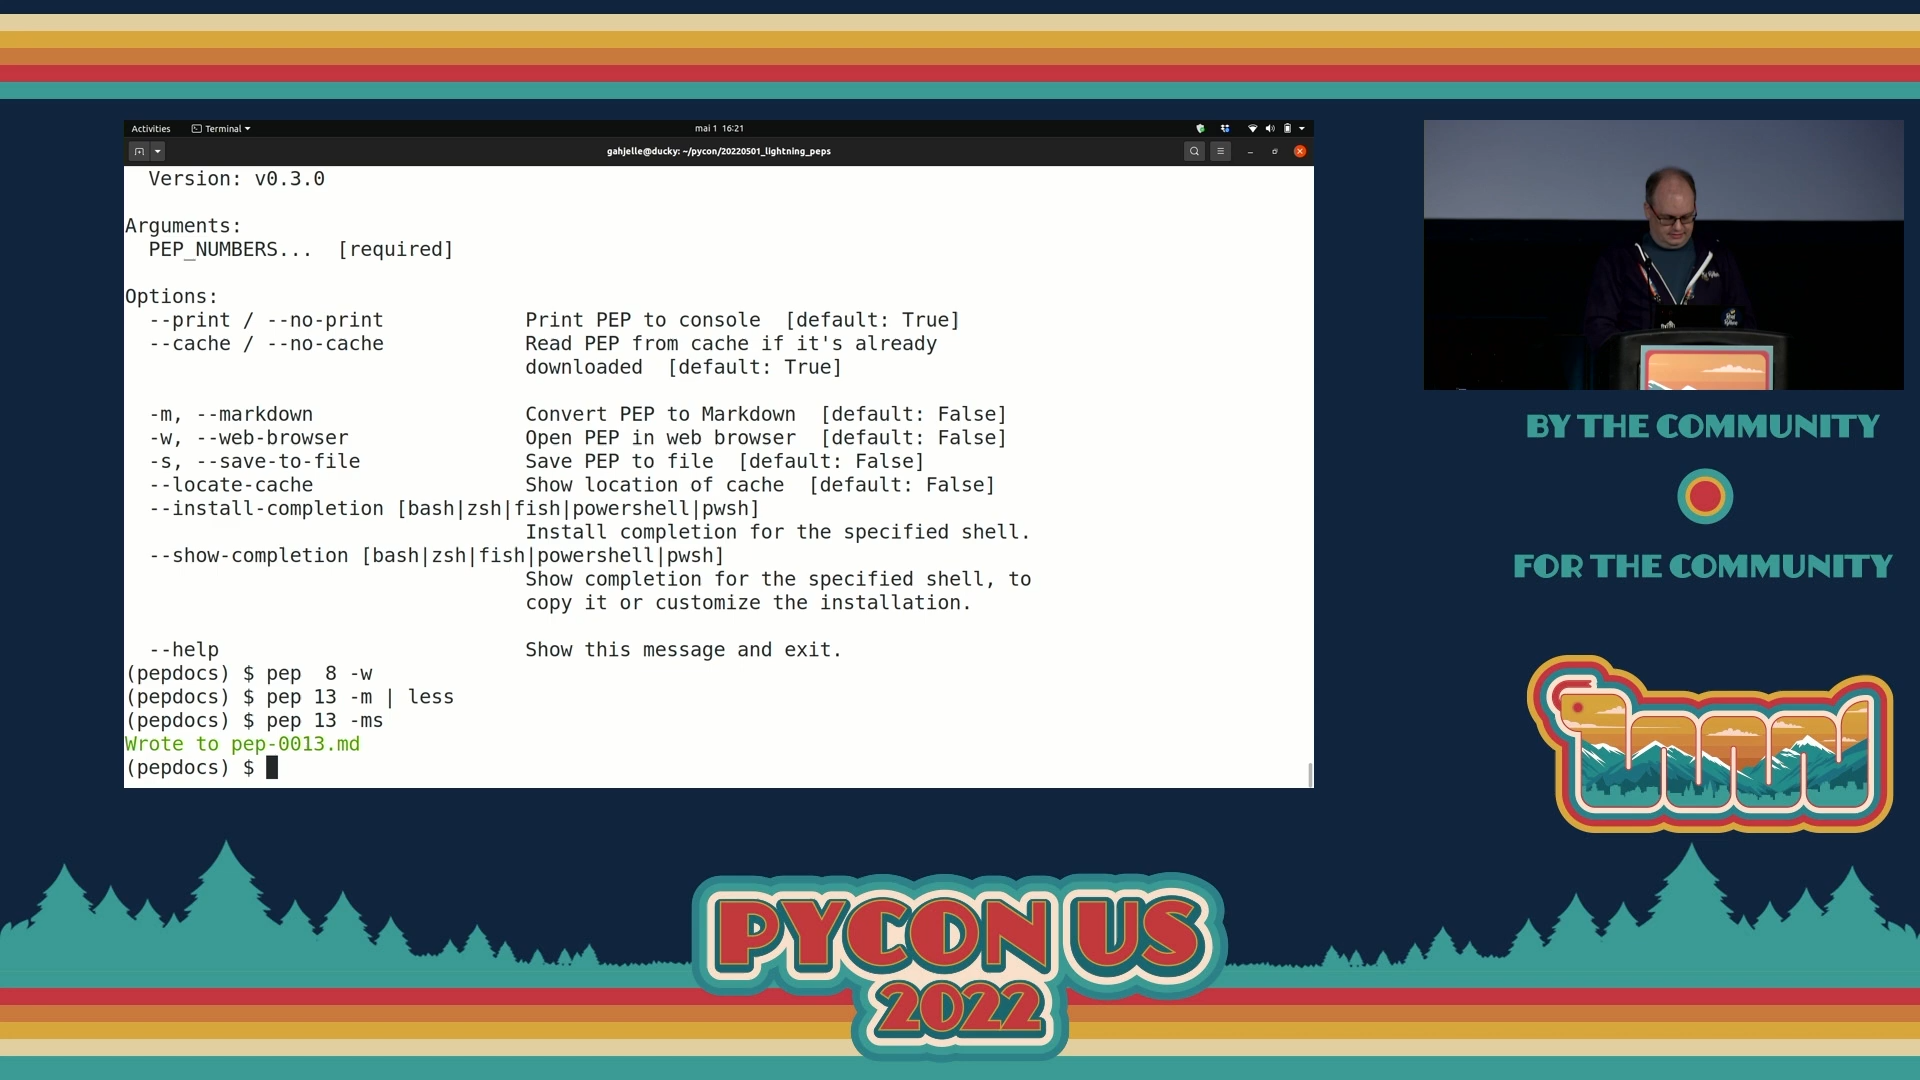 Activities
Terminal
mai 1 16:21
gahjelle@ducky: ~/pycon/20220501_lightning_peps
Version: v0.3.0
Arguments:
PEP_NUMBERS... [required]
Options:
--print / --no-print Print PEP to console [default: True]
--cache / --no-cache Read PEP from cache if it's already
downloaded [default: True]
-m, --markdown Convert PEP to Markdown [default: False]
-w, --web-browser Open PEP in web browser [default: False]
-s, --save-to-file Save PEP to file [default: False]
--locate-cache Show location of cache [default: False]
--install-completion [bash|zsh|fish|powershell|pwsh]
Install completion for the specified shell.
--show-completion [bash|zsh|fish|powershell|pwsh]
Show completion for the specified shell, to
copy it or customize the installation.
--help Show this message and exit.
(pepdocs) $ pep  8 -w
(pepdocs) $ pep 13 -m | less
(pepdocs) $ pep 13 -ms
Wrote to pep-0013.md
(pepdocs) $
BY THE COMMUNITY
FOR THE COMMUNITY
PYCON US
2022